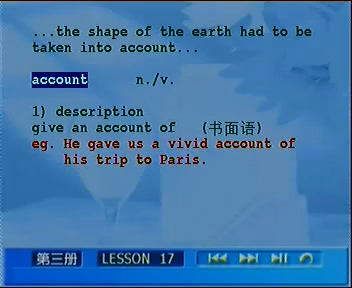 ...the shape of the earth had to be
taken into account...
account n./v.
1) description
give an account of (书面语)
eg. He gave us a vivid account of
his trip to Paris.
第三册 LESSON 17